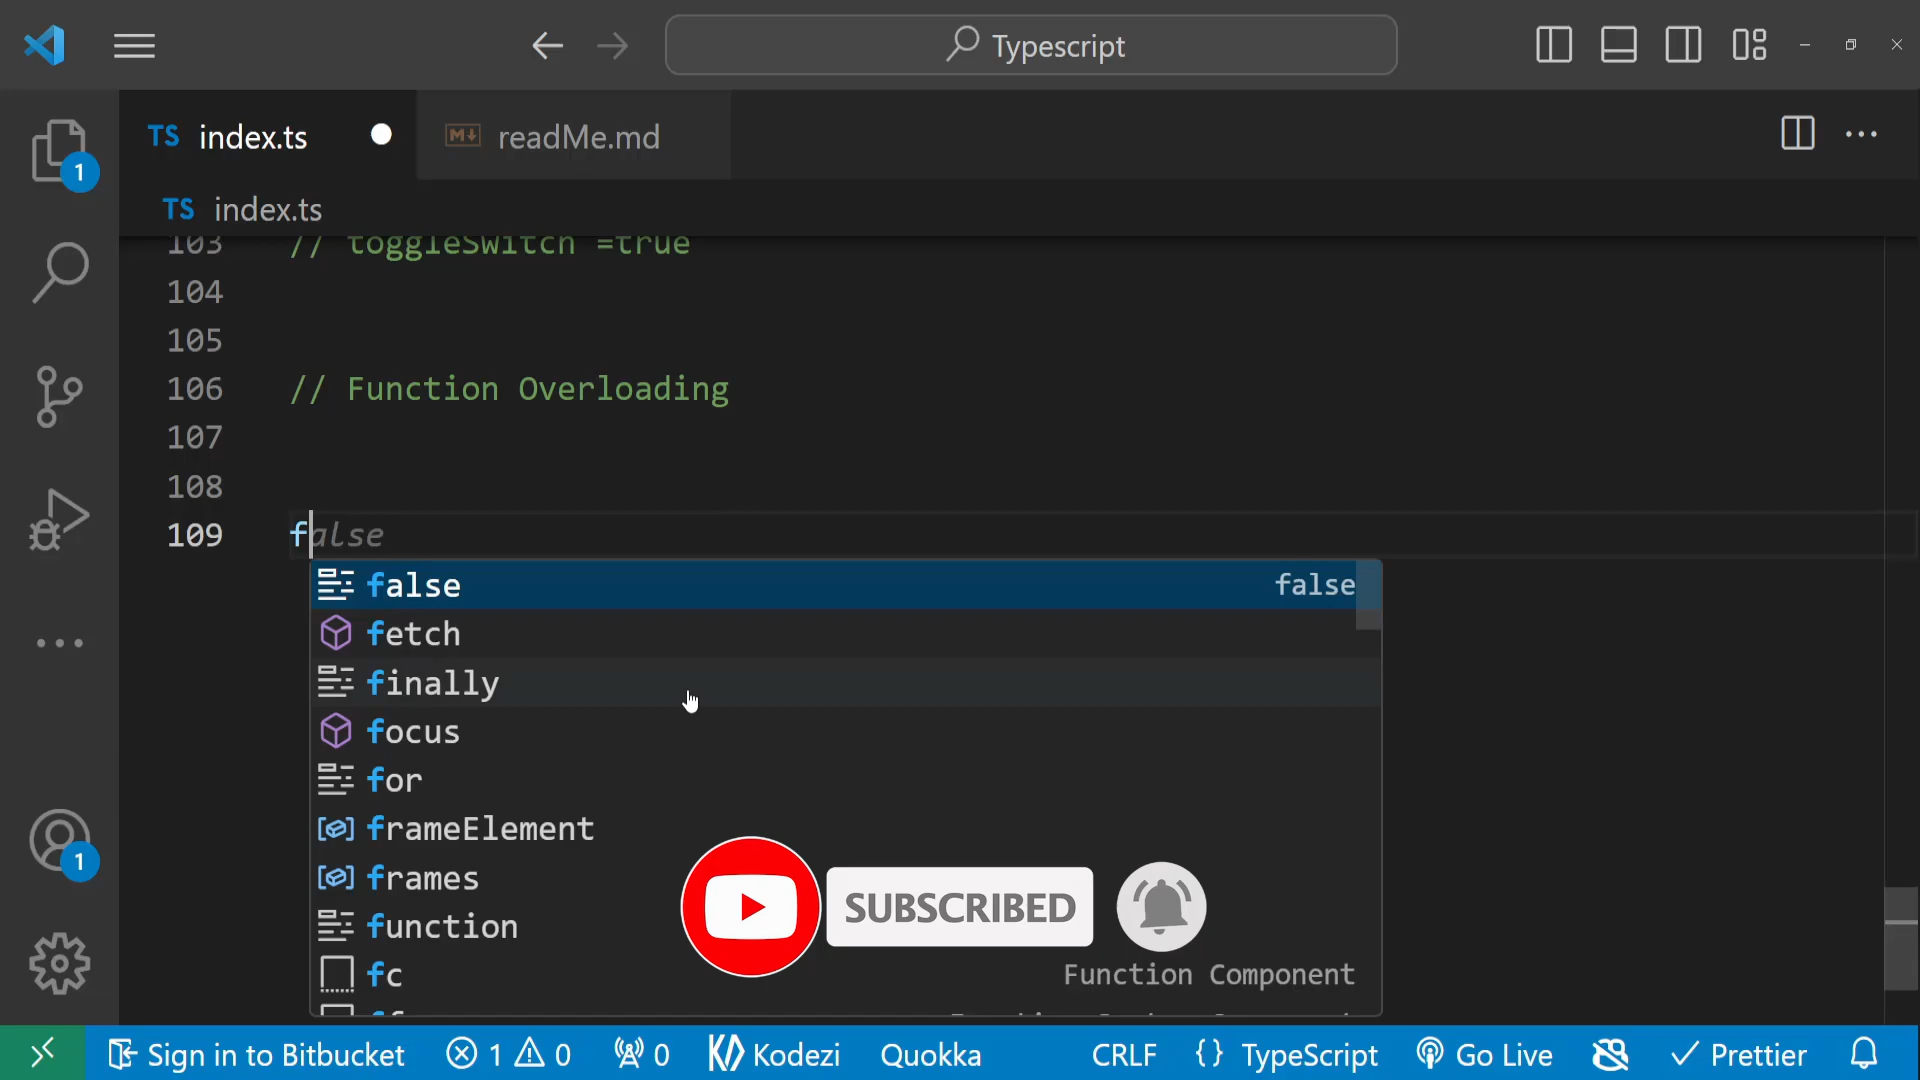 Typescript
TS index.ts
readMe.md
TS index.ts
1
103 // toggleSwitch =true
104
105
106 // Function Overloading
107
108
109 false
false false
fetch
finally
focus
for
frameElement
frames
function
SUBSCRIBED
fc Function Component
1
Sign in to Bitbucket 1 0 0 Kodezi Quokka CRLF {} TypeScript Go Live Prettier